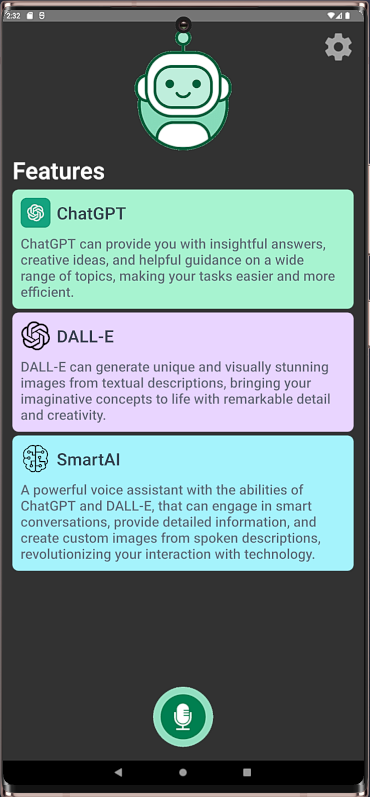 2:32
Features
ChatGPT
ChatGPT can provide you with insightful answers,
creative ideas, and helpful guidance on a wide
range of topics, making your tasks easier and more
efficient.
DALL-E
DALL-E can generate unique and visually stunning
images from textual descriptions, bringing your
imaginative concepts to life with remarkable detail
and creativity.
SmartAI
A powerful voice assistant with the abilities of
ChatGPT and DALL-E, that can engage in smart
conversations, provide detailed information, and
create custom images from spoken descriptions,
revolutionizing your interaction with technology.